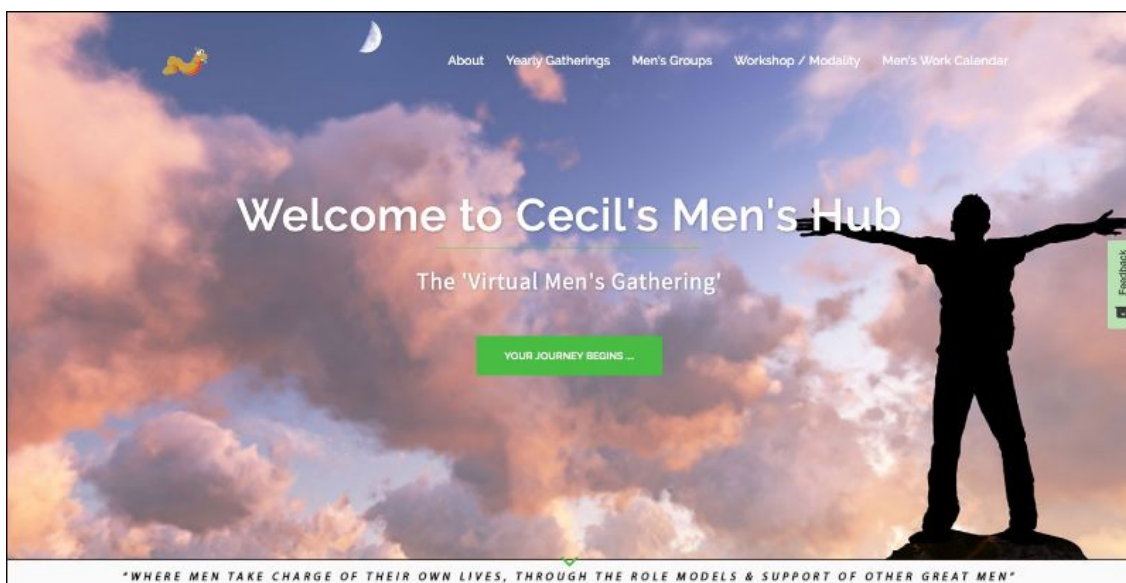 About Yearly Gatherings Men's Groups Workshop / Modality Men's Work Calendar
Welcome to Cecil's Men's Hub
The 'Virtual Men's Gathering'
Feedback
YOUR JOURNEY BEGINS ...
"WHERE MEN TAKE CHARGE OF THEIR OWN LIVES, THROUGH THE ROLE MODELS & SUPPORT OF OTHER GREAT MEN"